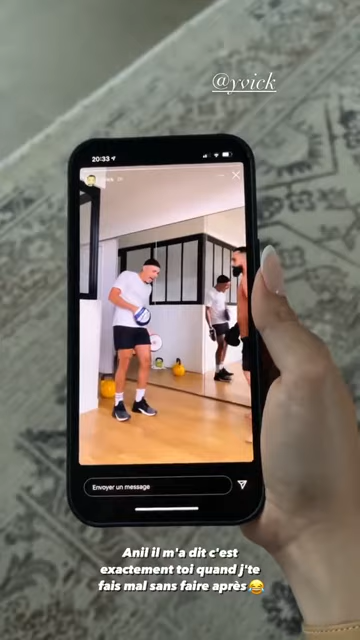 @yvick
20:33
Envoyer un message
Anil il m'a dit c'est
exactement toi quand j'te
fais mal sans faire après 😂